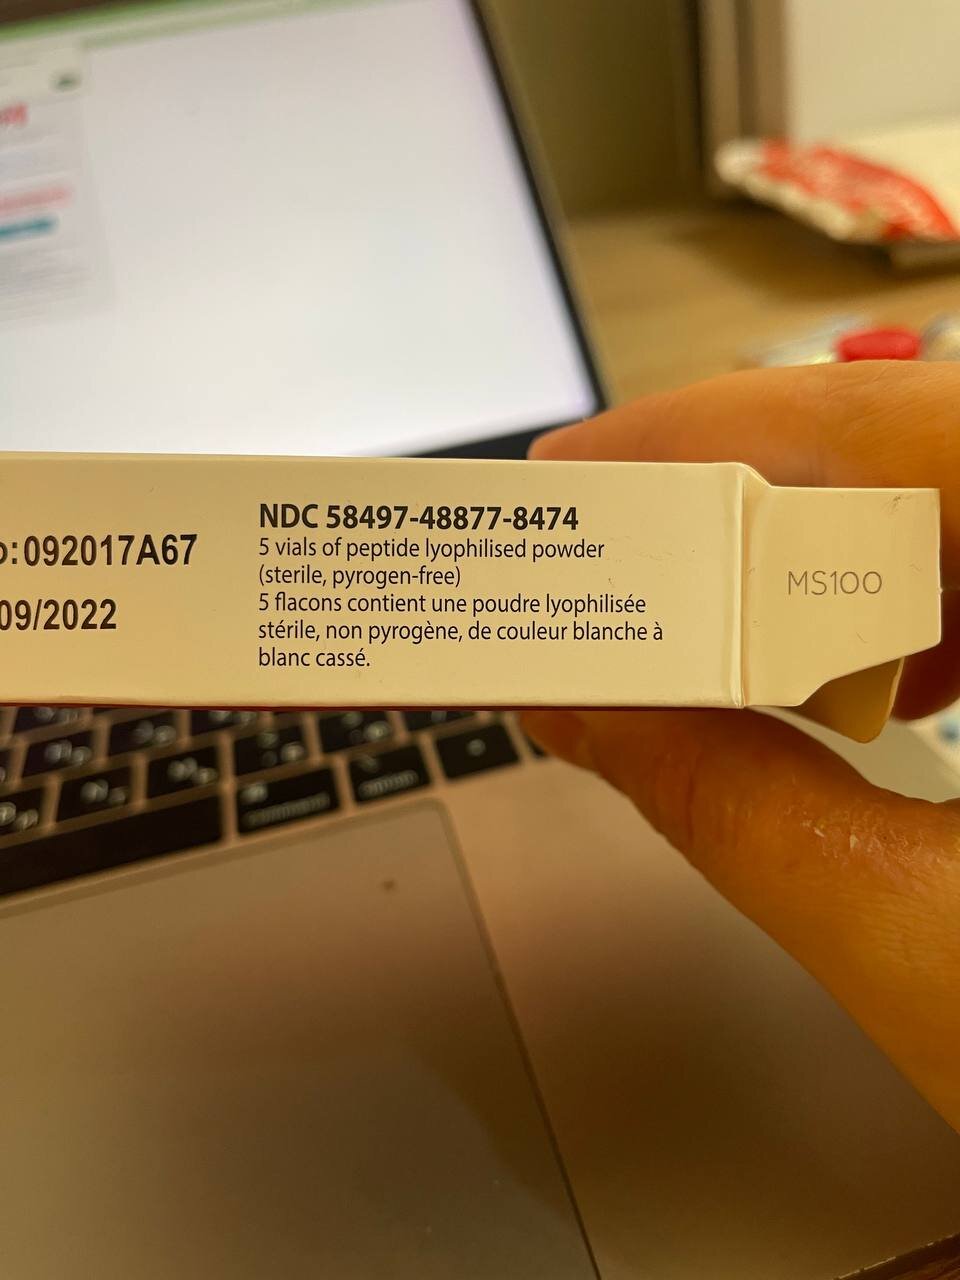 :092017A67
09/2022
NDC 58497-48877-8474
5 vials of peptide lyophilised powder
(sterile, pyrogen-free)
5 flacons contient une poudre lyophilisée
stérile, non pyrogène, de couleur blanche à
blanc cassé.
MS100